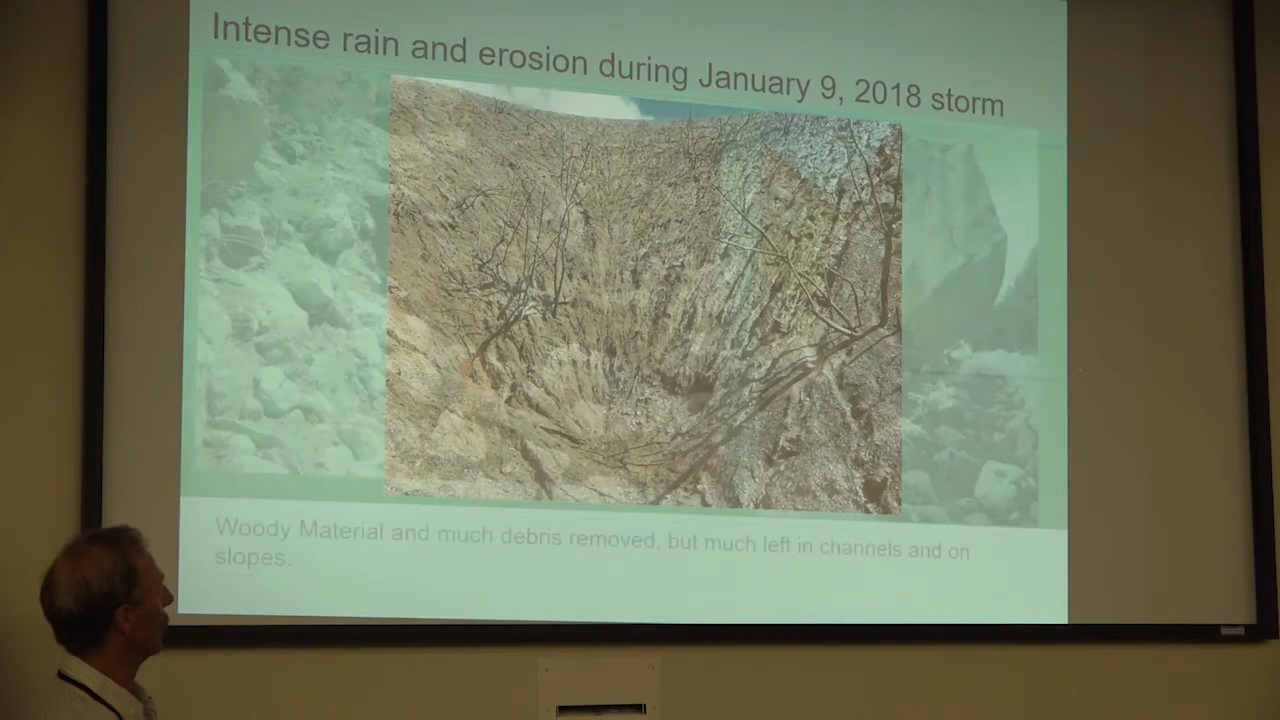 Intense rain and erosion during January 9, 2018 storm
Woody Material and much debris removed, but much left in channels and on
slopes.